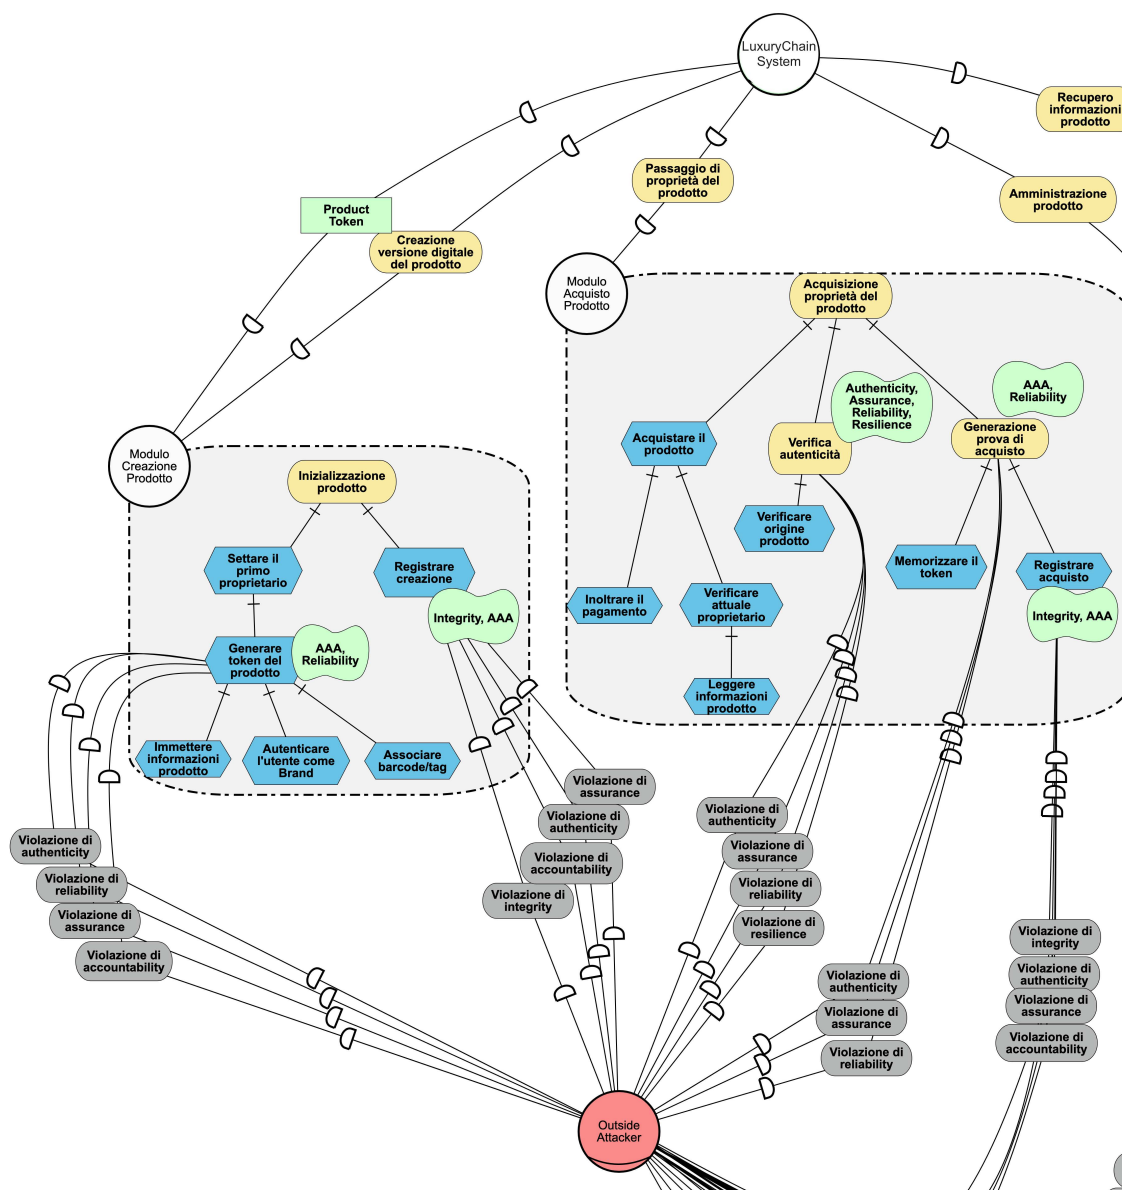 LuxuryChain
System
Recupero
informazioni
prodotto
Passaggio di
proprietà del
prodotto
Amministrazione
prodotto
Product
Token
Creazione
versione digitale
del prodotto
Modulo
Acquisto
Prodotto
Acquisizione
proprietà del
prodotto
Authenticity,
Assurance,
Reliability,
Resilience
AAA,
Reliability
Acquistare il
prodotto
Verifica
autenticità
Generazione
prova di
acquisto
Modulo
Creazione
Prodotto
Inizializzazione
prodotto
Verificare
origine
prodotto
Settare il
primo
proprietario
Registrare
creazione
Memorizzare il
token
Registrare
acquisto
Inoltrare il
pagamento
Verificare
attuale
proprietario
Integrity, AAA
Integrity, AAA
Generare
token del
prodotto
AAA,
Reliability
Leggere
informazioni
prodotto
Immettere
informazioni
prodotto
Autenticare
l'utente come
Brand
Associare
barcode/tag
Violazione di
assurance
Violazione di
authenticity
Violazione di
accountability
Violazione di
integrity
Violazione di
authenticity
Violazione di
assurance
Violazione di
reliability
Violazione di
resilience
Violazione di
authenticity
Violazione di
reliability
Violazione di
assurance
Violazione di
accountability
Violazione di
authenticity
Violazione di
assurance
Violazione di
reliability
Violazione di
integrity
Violazione di
authenticity
Violazione di
assurance
Violazione di
accountability
Outside
Attacker